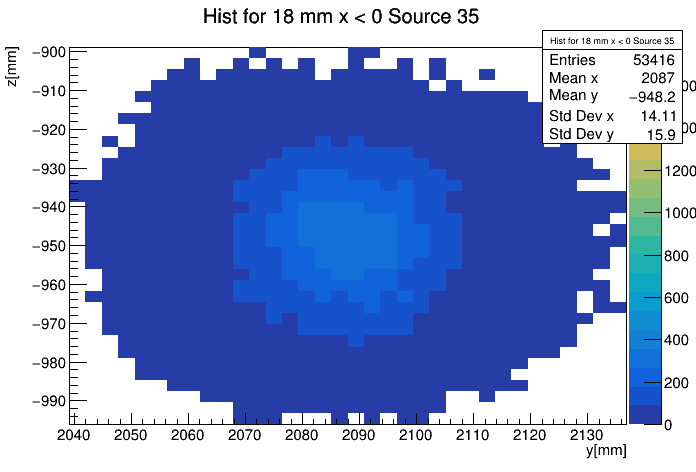 Hist for 18 mm x < 0 Source 35
z[mm]
Hist for 18 mm x < 0 Source 35
Entries 53416
Mean x 2087
Mean y −948.2
Std Dev x 14.11
Std Dev y 15.9
−900
−910
−920
−930
−940
−950
−960
−970
−980
−990
1200
1000
800
600
400
200
0
2040 2050 2060 2070 2080 2090 2100 2110 2120 2130
y[mm]